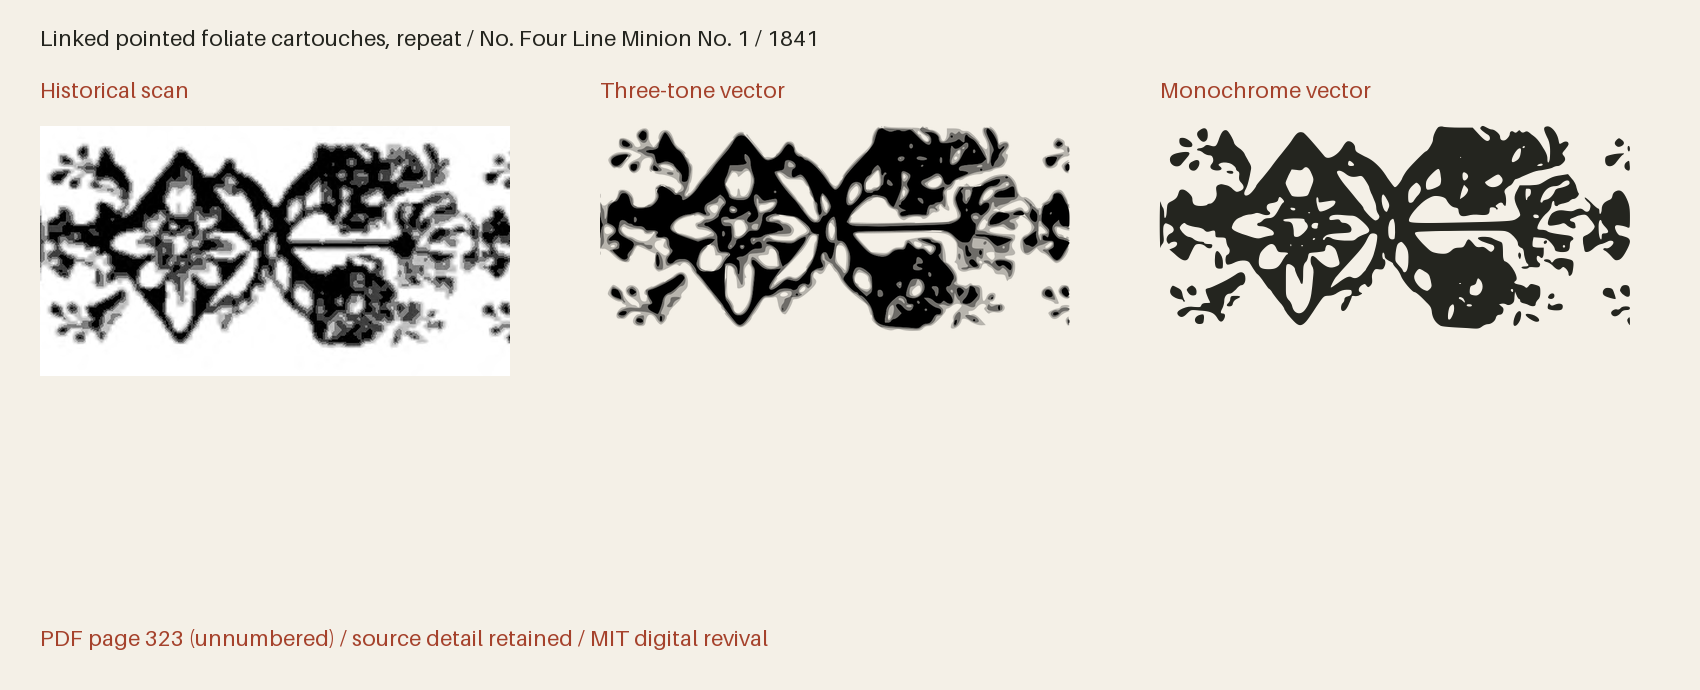 Linked pointed foliate cartouches, repeat / No. Four Line Minion No. 1 / 1841
Historical scan
Three-tone vector
Monochrome vector
PDF page 323 (unnumbered) / source detail retained / MIT digital revival